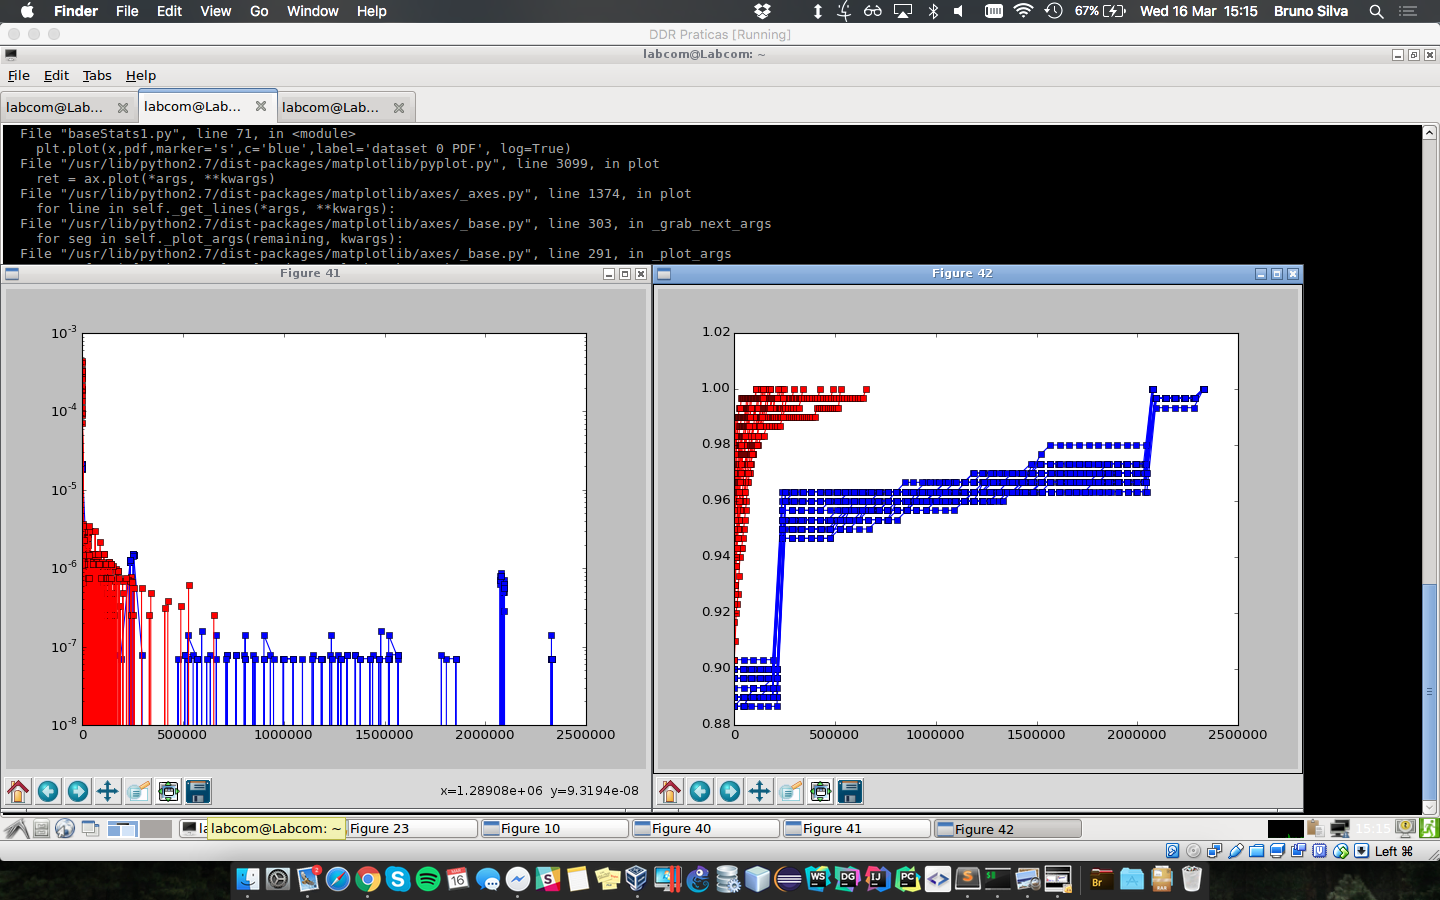 Finder File Edit View Go Window Help 67% Wed 16 Mar 15:15 Bruno Silva
DDR Praticas [Running]
labcom@Labcom: ~
File Edit Tabs Help
labcom@Lab... labcom@Lab... labcom@Lab...
File "baseStats1.py", line 71, in <module>
plt.plot(x,pdf,marker='s',c='blue',label='dataset 0 PDF', log=True)
File "/usr/lib/python2.7/dist-packages/matplotlib/pyplot.py", line 3099, in plot
ret = ax.plot(*args, **kwargs)
File "/usr/lib/python2.7/dist-packages/matplotlib/axes/_axes.py", line 1374, in plot
for line in self._get_lines(*args, **kwargs):
File "/usr/lib/python2.7/dist-packages/matplotlib/axes/_base.py", line 303, in _grab_next_args
for seg in self._plot_args(remaining, kwargs):
File "/usr/lib/python2.7/dist-packages/matplotlib/axes/_base.py", line 291, in _plot_args
Figure 41
10^-3
10^-4
10^-5
10^-6
10^-7
10^-8
0 500000 1000000 1500000 2000000 2500000
x=1.28908e+06 y=9.3194e-08
Figure 42
1.02
1.00
0.98
0.96
0.94
0.92
0.90
0.88
0 500000 1000000 1500000 2000000 2500000
labcom@Labcom: ~ Figure 23 Figure 10 Figure 40 Figure 41 Figure 42 15:15
Left ⌘
WS DG IJ PC Br